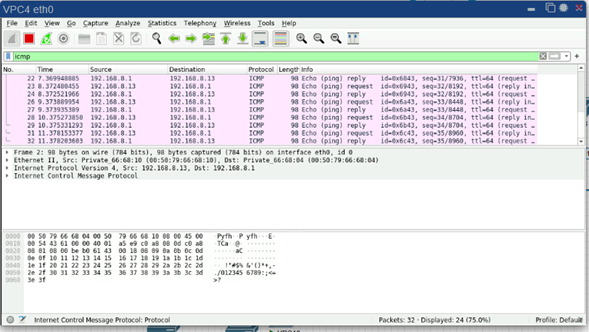 VPC4 eth0
File Edit View Go Capture Analyze Statistics Telephony Wireless Tools Help
icmp
No. Time Source Destination Protocol Length Info
22 7.369948885 192.168.8.1 192.168.8.13 ICMP 98 Echo (ping) reply id=0x6843, seq=31/7936, ttl=64 (request …
23 8.372480455 192.168.8.13 192.168.8.1 ICMP 98 Echo (ping) request id=0x6943, seq=32/8192, ttl=64 (reply in…
24 8.372521966 192.168.8.1 192.168.8.13 ICMP 98 Echo (ping) reply id=0x6943, seq=32/8192, ttl=64 (request …
26 9.373889954 192.168.8.13 192.168.8.1 ICMP 98 Echo (ping) request id=0x6a43, seq=33/8448, ttl=64 (reply in…
27 9.373935389 192.168.8.1 192.168.8.13 ICMP 98 Echo (ping) reply id=0x6a43, seq=33/8448, ttl=64 (request …
28 10.375273850 192.168.8.13 192.168.8.1 ICMP 98 Echo (ping) request id=0x6b43, seq=34/8704, ttl=64 (reply in…
29 10.375331293 192.168.8.1 192.168.8.13 ICMP 98 Echo (ping) reply id=0x6b43, seq=34/8704, ttl=64 (request …
31 11.378153377 192.168.8.13 192.168.8.1 ICMP 98 Echo (ping) request id=0x6c43, seq=35/8960, ttl=64 (reply in…
32 11.378203603 192.168.8.1 192.168.8.13 ICMP 98 Echo (ping) reply id=0x6c43, seq=35/8960, ttl=64 (request …
Frame 2: 98 bytes on wire (784 bits), 98 bytes captured (784 bits) on interface eth0, id 0
Ethernet II, Src: Private_66:68:10 (00:50:79:66:68:10), Dst: Private_66:68:04 (00:50:79:66:68:04)
Internet Protocol Version 4, Src: 192.168.8.13, Dst: 192.168.8.1
Internet Control Message Protocol
0000 00 50 79 66 68 04 00 50 79 66 68 10 08 00 45 00 ·Pyfh··P yfh···E·
0010 00 54 43 61 00 00 40 01 a5 e9 c0 a8 08 0d c0 a8 ·TCa··@· ········
0020 08 01 08 00 be b0 61 43 00 18 08 09 0a 0b 0c 0d ······aC ········
0030 0e 0f 10 11 12 13 14 15 16 17 18 19 1a 1b 1c 1d
0040 1e 1f 20 21 22 23 24 25 26 27 28 29 2a 2b 2c 2d ·· !"#$% &'()*+,-
0050 2e 2f 30 31 32 33 34 35 36 37 38 39 3a 3b 3c 3d ./012345 6789:;<=
0060 3e 3f >?
Internet Control Message Protocol: Protocol Packets: 32 · Displayed: 24 (75.0%) Profile: Default